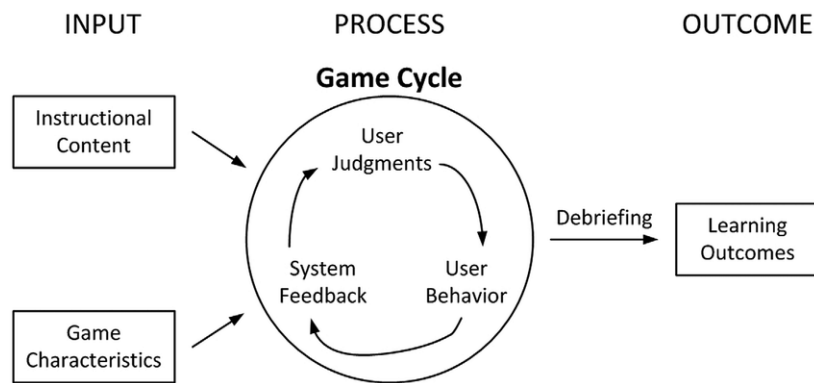 INPUT
PROCESS
OUTCOME
Game Cycle
Instructional
Content
User
Judgments
Debriefing
Learning
Outcomes
System
Feedback
User
Behavior
Game
Characteristics